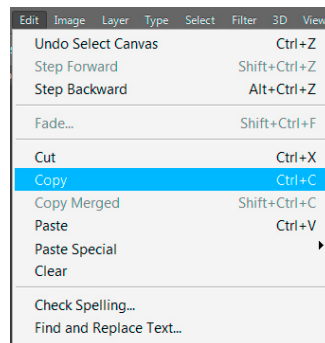 Edit Image Layer Type Select Filter 3D View
Undo Select Canvas Ctrl+Z
Step Forward Shift+Ctrl+Z
Step Backward Alt+Ctrl+Z
Fade... Shift+Ctrl+F
Cut Ctrl+X
Copy Ctrl+C
Copy Merged Shift+Ctrl+C
Paste Ctrl+V
Paste Special
Clear
Check Spelling...
Find and Replace Text...